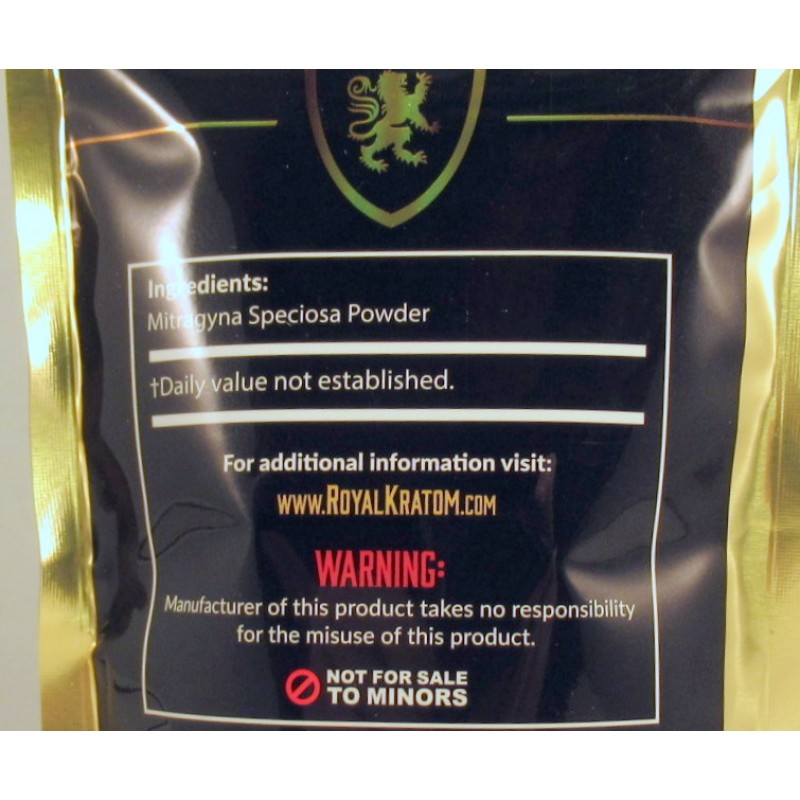 Ingredients:
Mitragyna Speciosa Powder
†Daily value not established.
For additional information visit:
WWW.ROYALKRATOM.COM
WARNING:
Manufacturer of this product takes no responsibility
for the misuse of this product.
NOT FOR SALE
TO MINORS